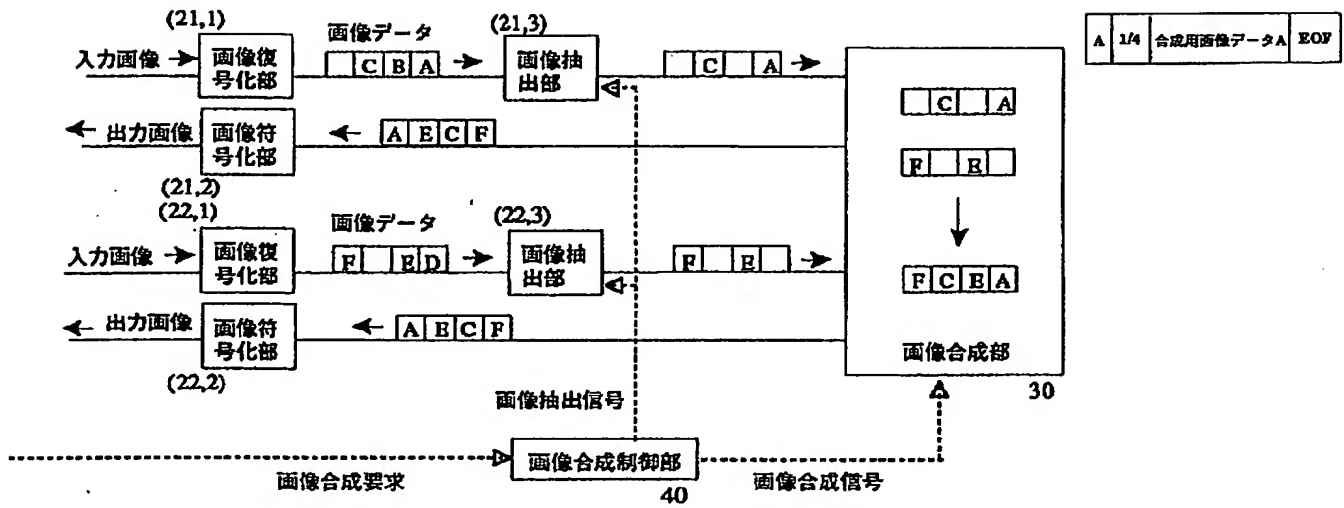 (21,1)
画像データ
(21,3)
入力画像
画像復
号化部
C B A
画像抽
出部
C A
A 1/4 合成用画像データA EOF
C A
出力画像
画像符
号化部
A E C F
F E
(21,2)
(22,1)
画像データ
(22,3)
入力画像
画像復
号化部
F E D
画像抽
出部
F E
F C E A
出力画像
画像符
号化部
A E C F
画像合成部
(22,2)
30
画像抽出信号
画像合成要求
画像合成制御部
40
画像合成信号